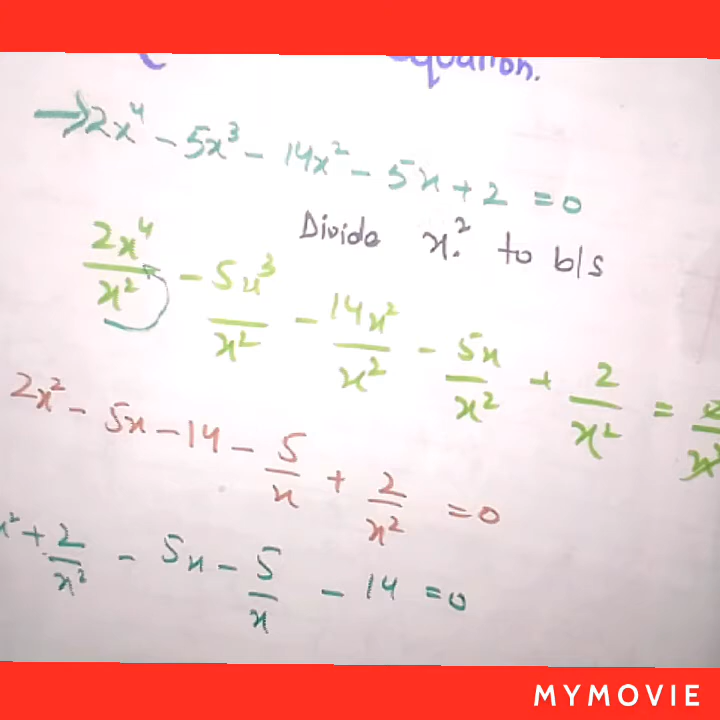 2x⁴ - 5x³ - 14x² - 5x + 2 = 0
Divide x.² to b/s
2x⁴/x² - 5x³/x² - 14x²/x² - 5x/x² + 2/x² =
2x² - 5x - 14 - 5/x + 2/x² = 0
x² + 2/x² - 5x - 5/x - 14 = 0
MYMOVIE